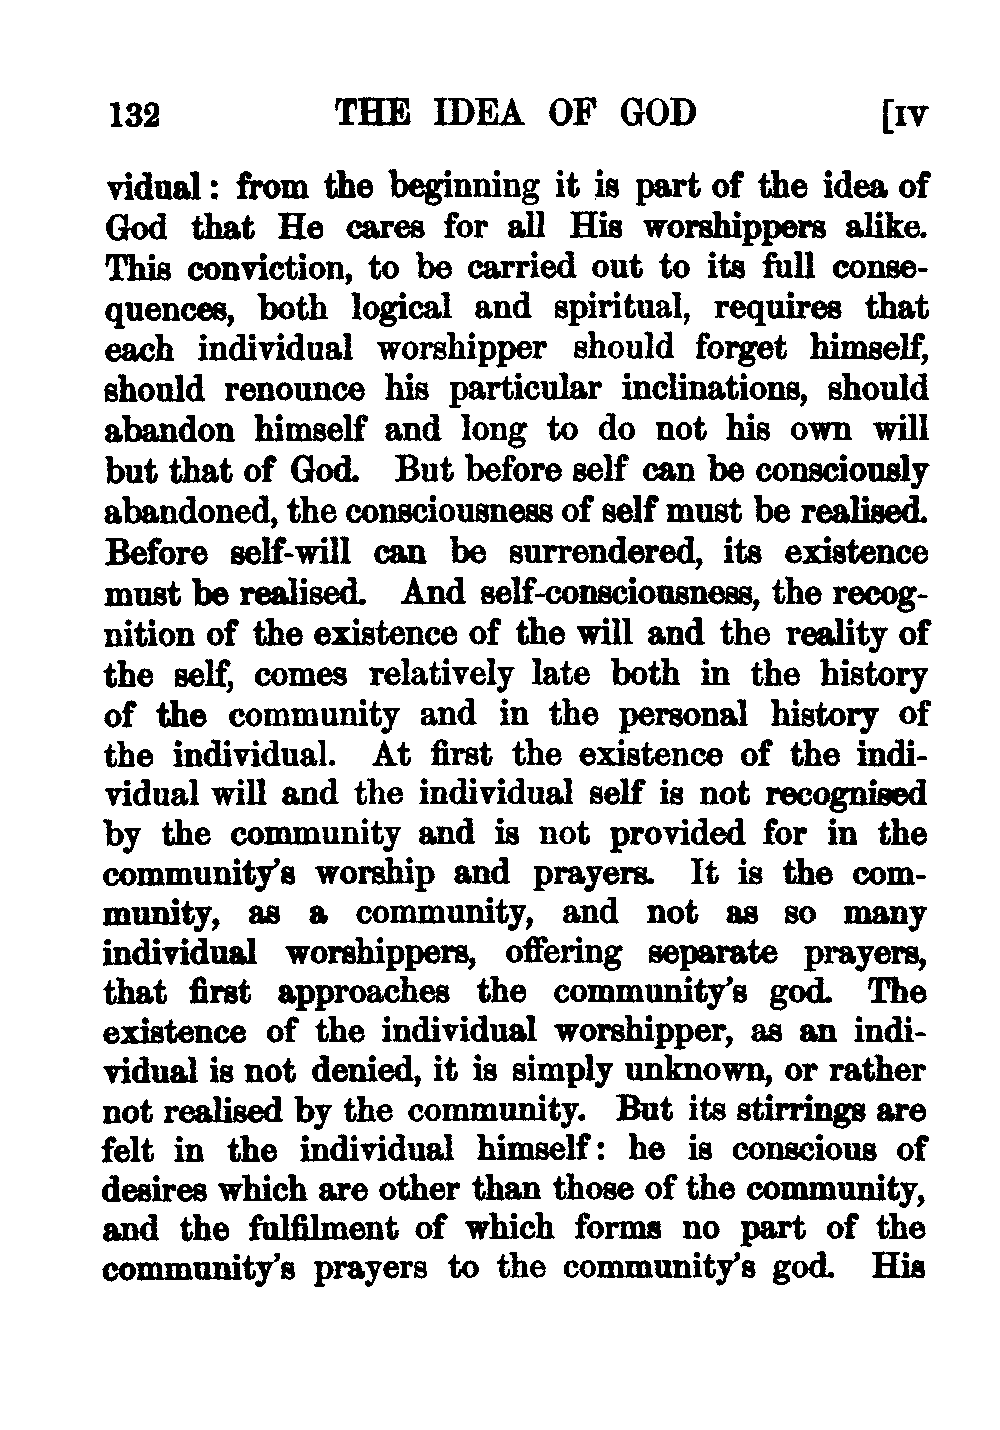 132 THE IDEA OF GOD [IV
vidual: from the beginning it is part of the idea of
God that He cares for all His worshippers alike.
This conviction, to be carried out to its full conse-
quences, both logical and spiritual, requires that
each individual worshipper should forget himself,
should renounce his particular inclinations, should
abandon himself and long to do not his own will
but that of God. But before self can be consciously
abandoned, the consciousness of self must be realised.
Before self-will can be surrendered, its existence
must be realised. And self-consciousness, the recog-
nition of the existence of the will and the reality of
the self, comes relatively late both in the history
of the community and in the personal history of
the individual. At first the existence of the indi-
vidual will and the individual self is not recognised
by the community and is not provided for in the
community's worship and prayers. It is the com-
munity, as a community, and not as so many
individual worshippers, offering separate prayers,
that first approaches the community's god. The
existence of the individual worshipper, as an indi-
vidual is not denied, it is simply unknown, or rather
not realised by the community. But its stirrings are
felt in the individual himself: he is conscious of
desires which are other than those of the community,
and the fulfilment of which forms no part of the
community's prayers to the community's god. His